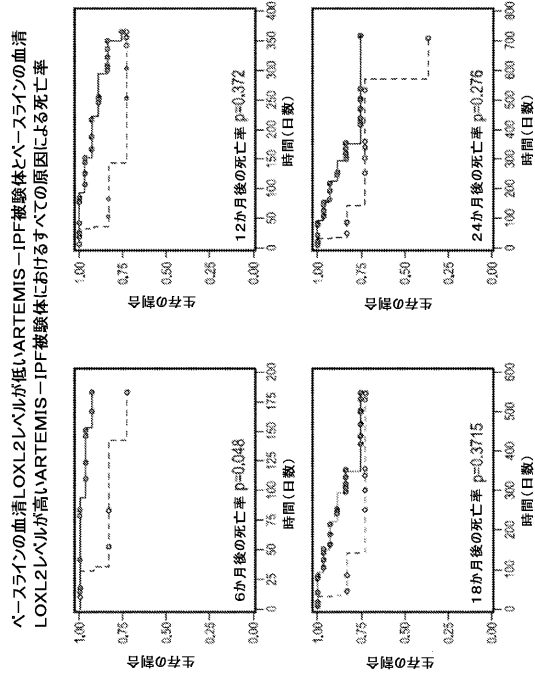 ベースラインの血清LOXL2レベルが低いARTEMIS－IPF被験体とベースラインの血清
LOXL2レベルが高いARTEMIS－IPF被験体におけるすべての原因による死亡率
生存の割合
1.00
0.75
0.50
0.25
0.00
6か月後の死亡率 p=0.048
0 25 50 75 100 125 150 175 200
時間(日数)
生存の割合
1.00
0.75
0.50
0.25
0.00
12か月後の死亡率 p=0.372
0 50 100 150 200 250 300 350 400
時間(日数)
生存の割合
1.00
0.75
0.50
0.25
0.00
18か月後の死亡率 p=0.3715
0 100 200 300 400 500 600
時間(日数)
生存の割合
1.00
0.75
0.50
0.25
0.00
24か月後の死亡率 p=0.276
0 100 200 300 400 500 600 700 800
時間(日数)